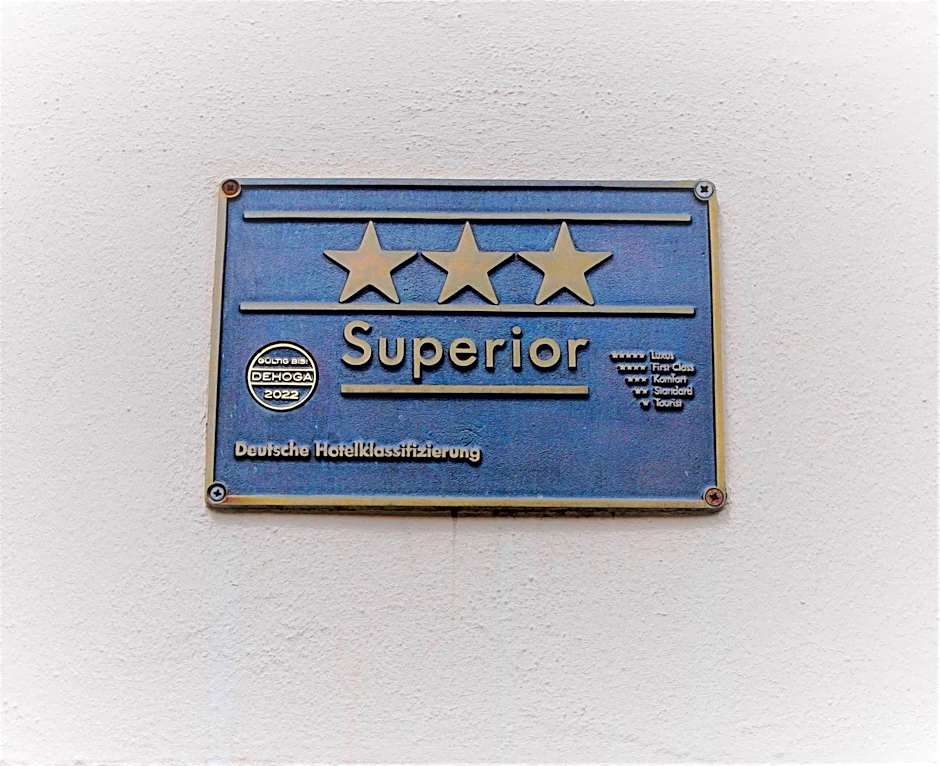 Superior
GÜLTIG BIS:
DEHOGA
2022
***** Luxus
**** First Class
*** Komfort
** Standard
* Tourist
Deutsche Hotelklassifizierung